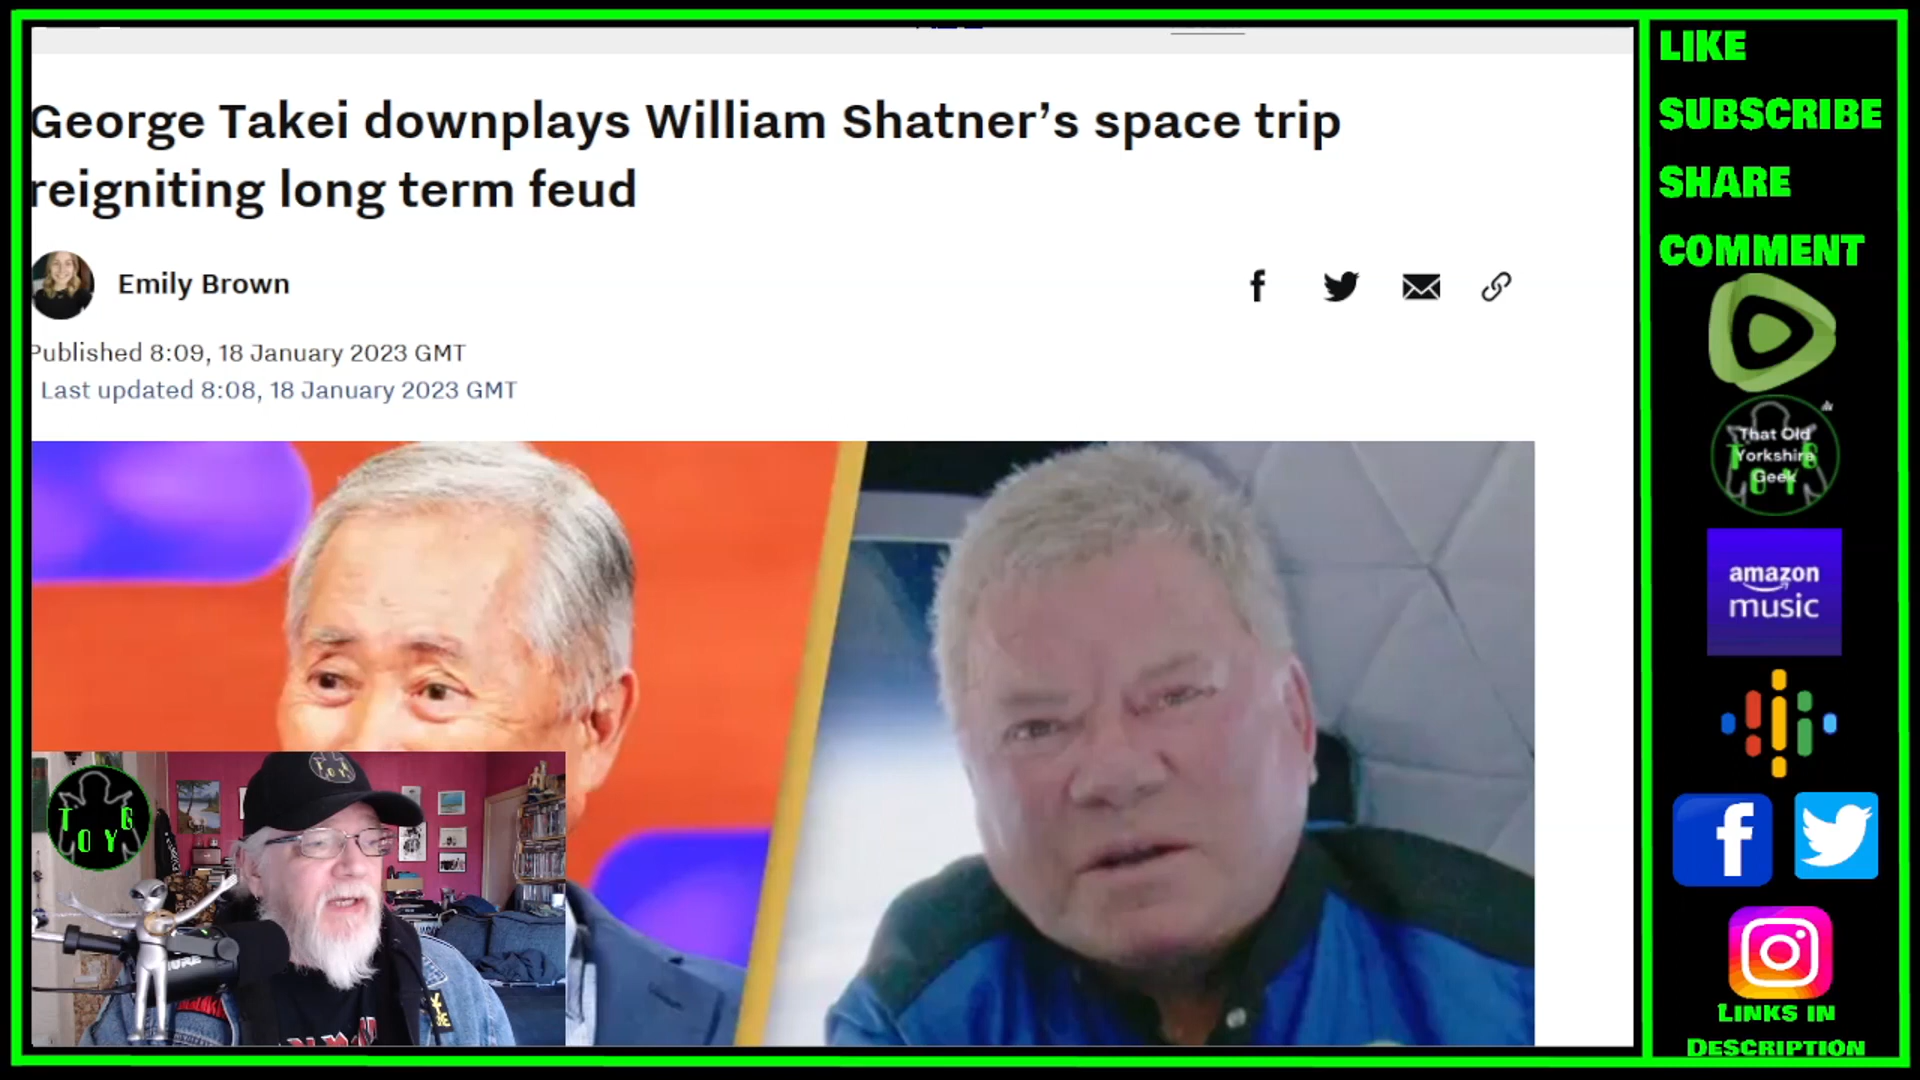 George Takei downplays William Shatner's space trip
reigniting long term feud
Emily Brown
Published 8:09, 18 January 2023 GMT
Last updated 8:08, 18 January 2023 GMT
LIKE
SUBSCRIBE
SHARE
COMMENT
That Old
Yorkshire
Geek
amazon
music
LINKS IN
DESCRIPTION
T O Y G